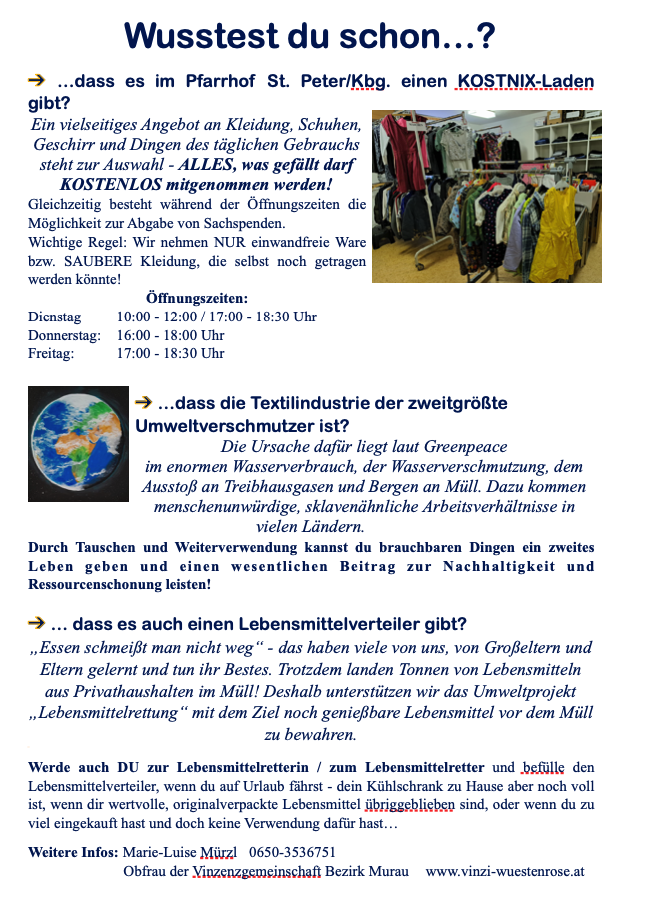 Wusstest du schon…?
➔ …dass es im Pfarrhof St. Peter/Kbg. einen KOSTNIX-Laden
gibt?
Ein vielseitiges Angebot an Kleidung, Schuhen,
Geschirr und Dingen des täglichen Gebrauchs
steht zur Auswahl - ALLES, was gefällt darf
KOSTENLOS mitgenommen werden!
Gleichzeitig besteht während der Öffnungszeiten die
Möglichkeit zur Abgabe von Sachspenden.
Wichtige Regel: Wir nehmen NUR einwandfreie Ware
bzw. SAUBERE Kleidung, die selbst noch getragen
werden könnte!
Öffnungszeiten:
Dienstag 10:00 - 12:00 / 17:00 - 18:30 Uhr
Donnerstag: 16:00 - 18:00 Uhr
Freitag: 17:00 - 18:30 Uhr
➔ …dass die Textilindustrie der zweitgrößte
Umweltverschmutzer ist?
Die Ursache dafür liegt laut Greenpeace
im enormen Wasserverbrauch, der Wasserverschmutzung, dem
Ausstoß an Treibhausgasen und Bergen an Müll. Dazu kommen
menschenunwürdige, sklavenähnliche Arbeitsverhältnisse in
vielen Ländern.
Durch Tauschen und Weiterverwendung kannst du brauchbaren Dingen ein zweites
Leben geben und einen wesentlichen Beitrag zur Nachhaltigkeit und
Ressourcenschonung leisten!
➔ … dass es auch einen Lebensmittelverteiler gibt?
„Essen schmeißt man nicht weg“ - das haben viele von uns, von Großeltern und
Eltern gelernt und tun ihr Bestes. Trotzdem landen Tonnen von Lebensmitteln
aus Privathaushalten im Müll! Deshalb unterstützen wir das Umweltprojekt
„Lebensmittelrettung“ mit dem Ziel noch genießbare Lebensmittel vor dem Müll
zu bewahren.
Werde auch DU zur Lebensmittelretterin / zum Lebensmittelretter und befülle den
Lebensmittelverteiler, wenn du auf Urlaub fährst - dein Kühlschrank zu Hause aber noch voll
ist, wenn dir wertvolle, originalverpackte Lebensmittel übriggeblieben sind, oder wenn du zu
viel eingekauft hast und doch keine Verwendung dafür hast…
Weitere Infos: Marie-Luise Mürzl 0650-3536751
Obfrau der Vinzenzgemeinschaft Bezirk Murau www.vinzi-wuestenrose.at